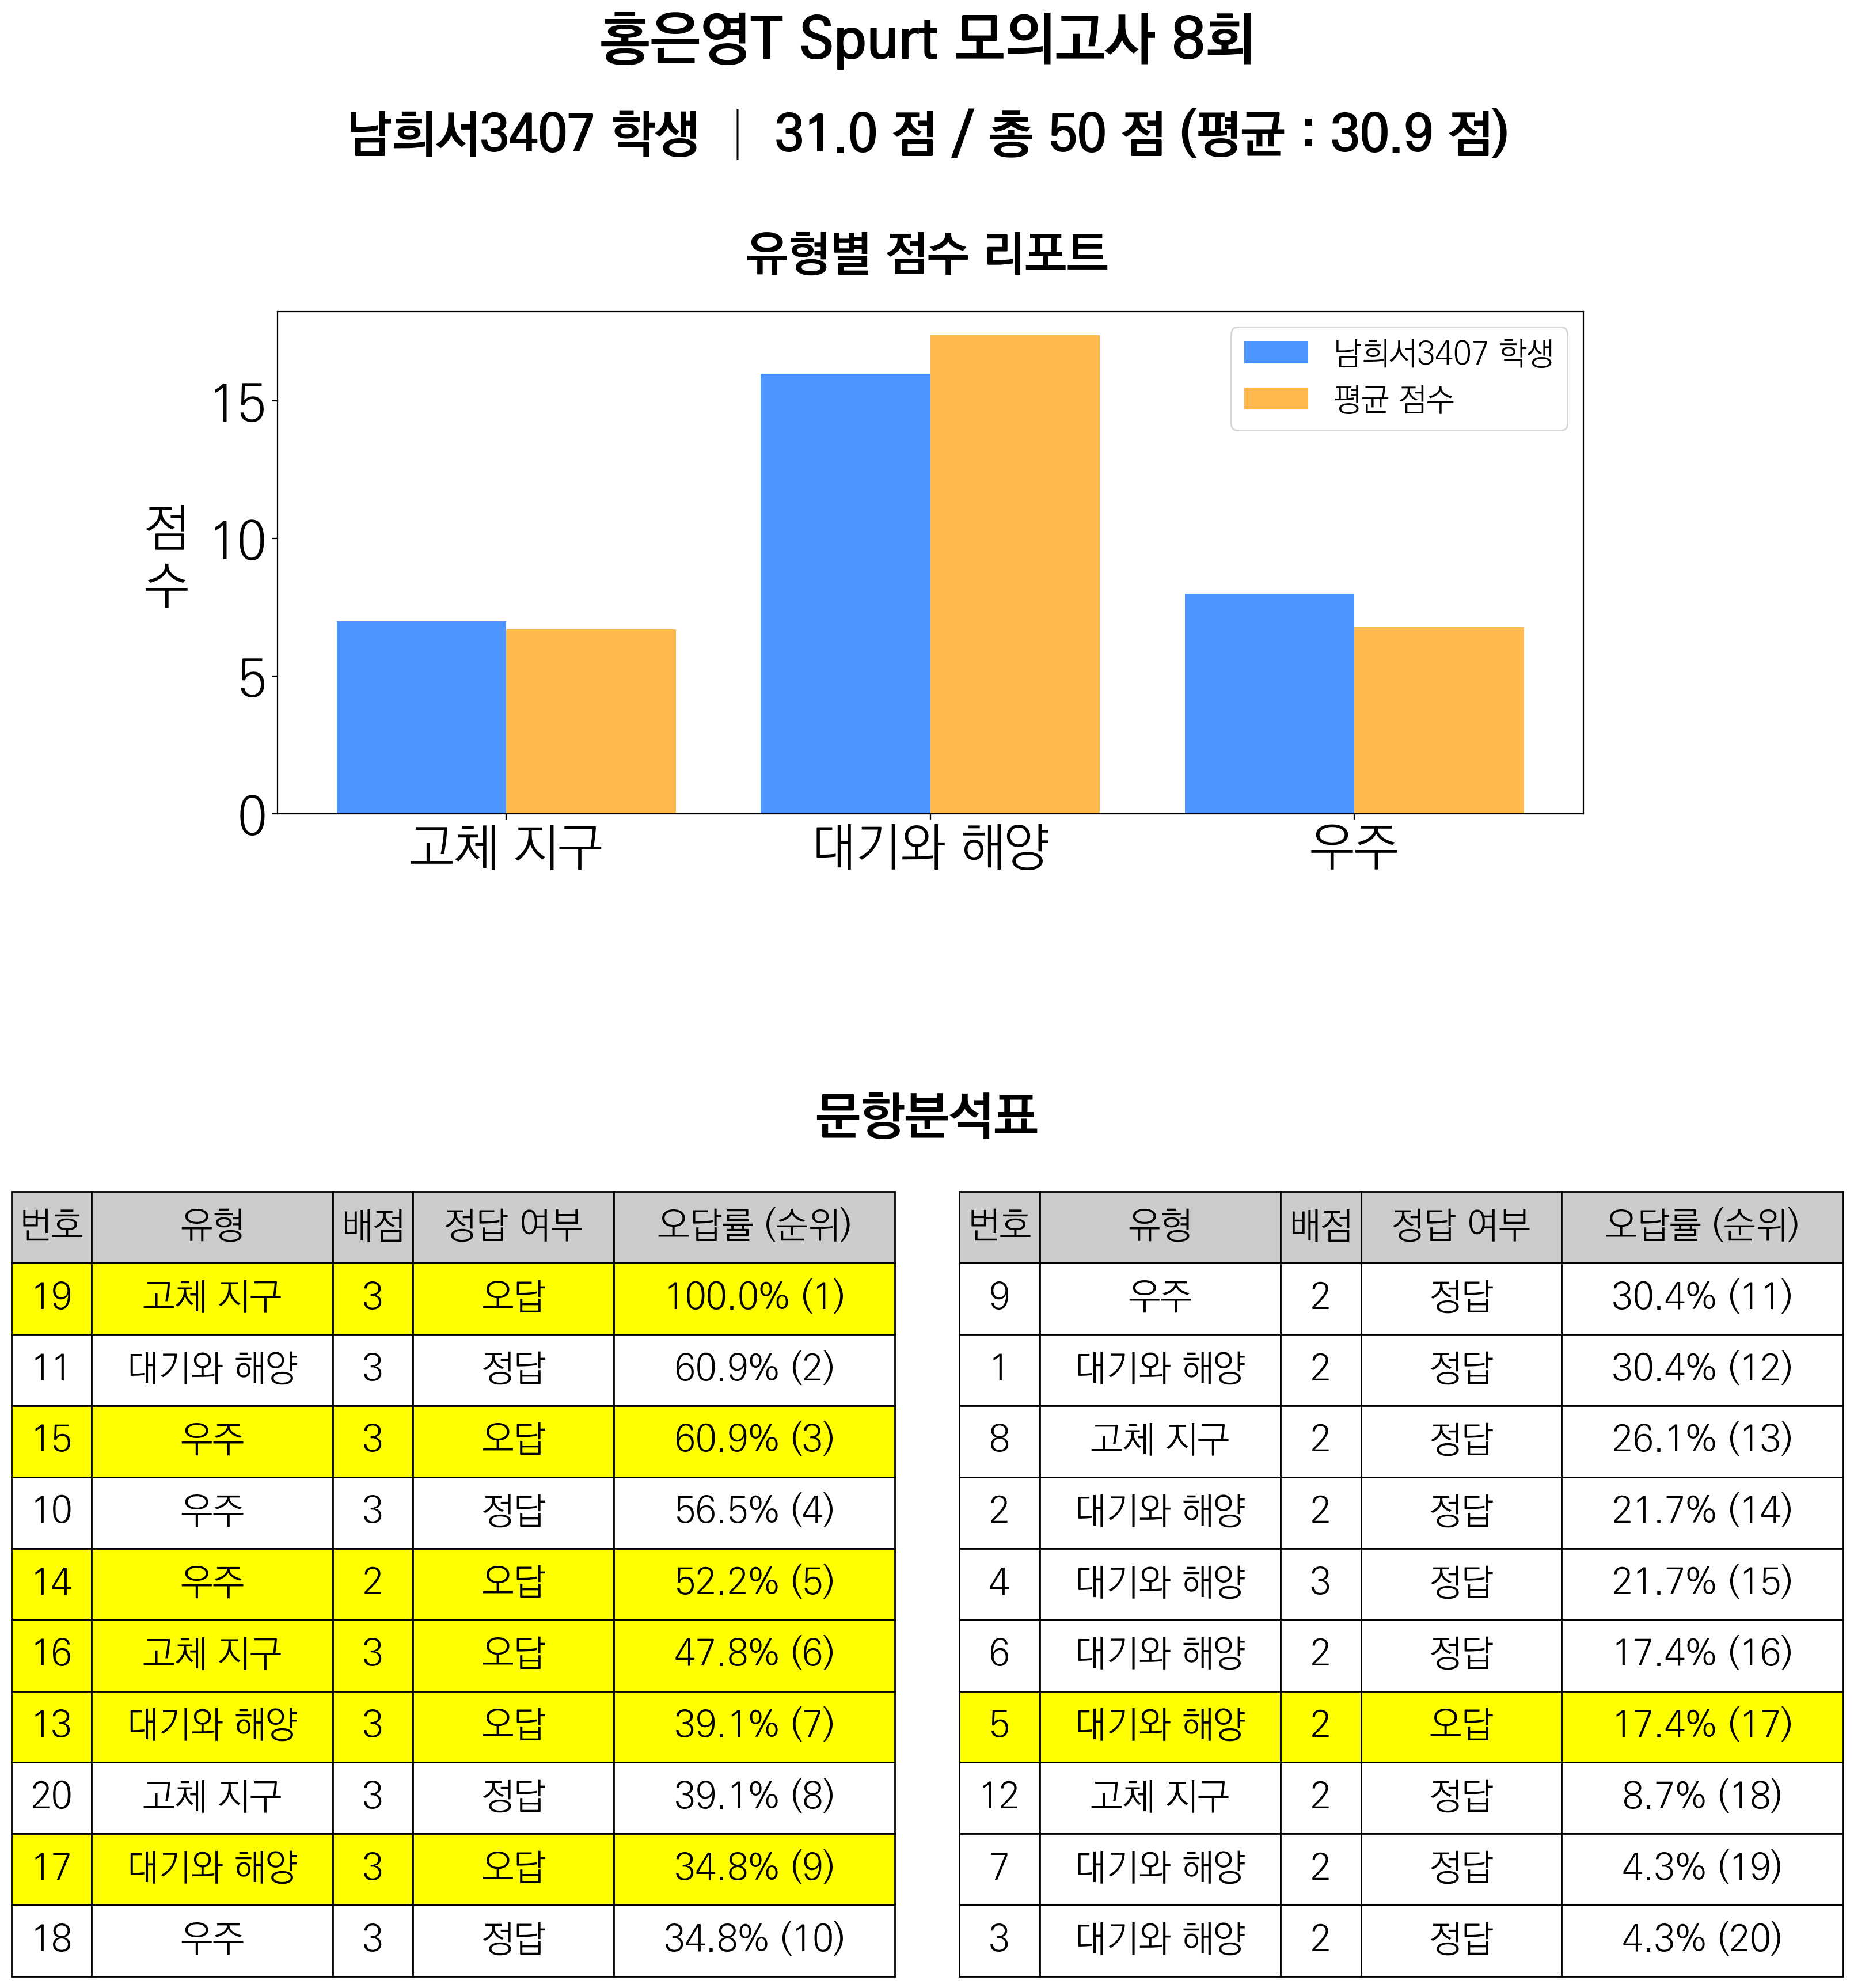 홍은영T Spurt 모의고사 8회
남희서3407 학생 | 31.0 점 / 총 50 점 (평균 : 30.9 점)
유형별 점수 리포트
남희서3407 학생
평균 점수
점
수
15
10
5
0
고체 지구 대기와 해양 우주
문항분석표
번호 유형 배점 정답 여부 오답률 (순위)
19 고체 지구 3 오답 100.0% (1)
11 대기와 해양 3 정답 60.9% (2)
15 우주 3 오답 60.9% (3)
10 우주 3 정답 56.5% (4)
14 우주 2 오답 52.2% (5)
16 고체 지구 3 오답 47.8% (6)
13 대기와 해양 3 오답 39.1% (7)
20 고체 지구 3 정답 39.1% (8)
17 대기와 해양 3 오답 34.8% (9)
18 우주 3 정답 34.8% (10)
번호 유형 배점 정답 여부 오답률 (순위)
9 우주 2 정답 30.4% (11)
1 대기와 해양 2 정답 30.4% (12)
8 고체 지구 2 정답 26.1% (13)
2 대기와 해양 2 정답 21.7% (14)
4 대기와 해양 3 정답 21.7% (15)
6 대기와 해양 2 정답 17.4% (16)
5 대기와 해양 2 오답 17.4% (17)
12 고체 지구 2 정답 8.7% (18)
7 대기와 해양 2 정답 4.3% (19)
3 대기와 해양 2 정답 4.3% (20)